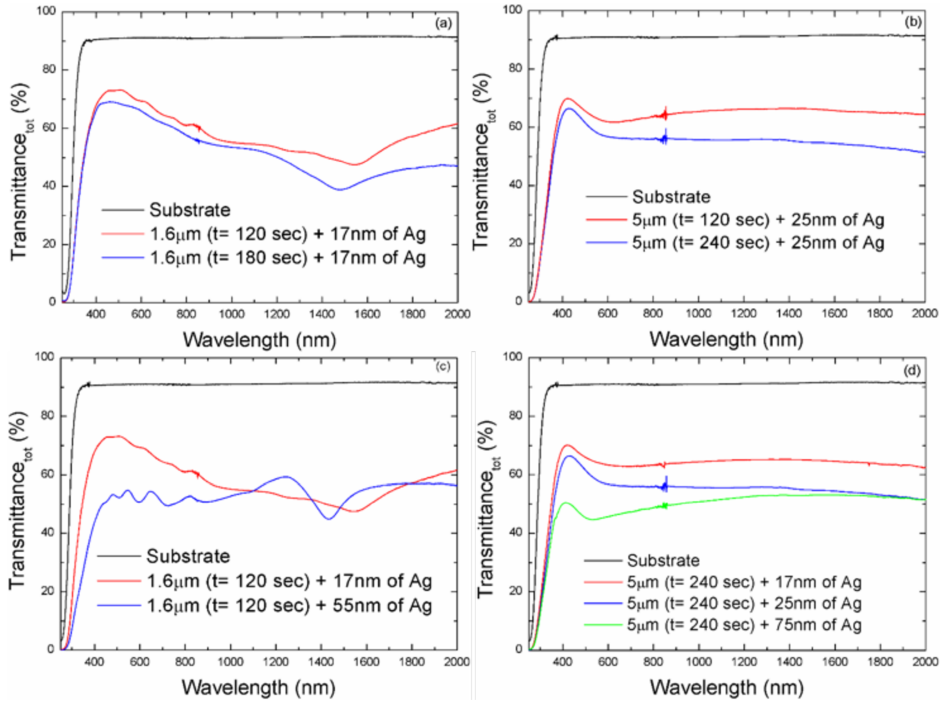 (a)
100
80
60
40
20
0
Transmittance_tot (%)
Substrate
1.6μm (t= 120 sec) + 17nm of Ag
1.6μm (t= 180 sec) + 17nm of Ag
400 600 800 1000 1200 1400 1600 1800 2000
Wavelength (nm)
(b)
100
80
60
40
20
0
Transmittance_tot (%)
Substrate
5μm (t= 120 sec) + 25nm of Ag
5μm (t= 240 sec) + 25nm of Ag
400 600 800 1000 1200 1400 1600 1800 2000
Wavelength (nm)
(c)
100
80
60
40
20
0
Transmittance_tot (%)
Substrate
1.6μm (t= 120 sec) + 17nm of Ag
1.6μm (t= 120 sec) + 55nm of Ag
400 600 800 1000 1200 1400 1600 1800 2000
Wavelength (nm)
(d)
100
80
60
40
20
0
Transmittance_tot (%)
Substrate
5μm (t= 240 sec) + 17nm of Ag
5μm (t= 240 sec) + 25nm of Ag
5μm (t= 240 sec) + 75nm of Ag
400 600 800 1000 1200 1400 1600 1800 2000
Wavelength (nm)